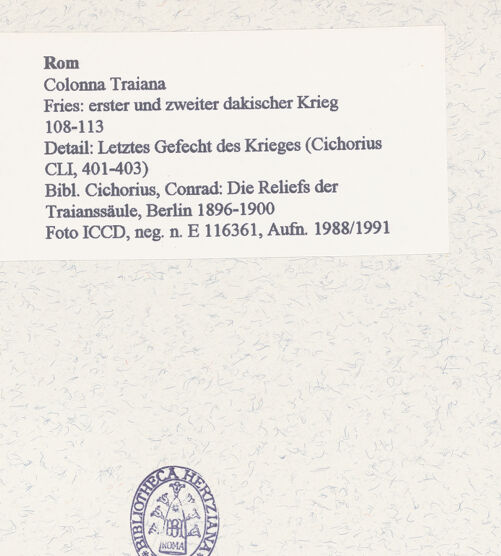 Rom
Colonna Traiana
Fries: erster und zweiter dakischer Krieg
108-113
Detail: Letztes Gefecht des Krieges (Cichorius
CLI, 401-403)
Bibl. Cichorius, Conrad: Die Reliefs der
Traianssäule, Berlin 1896-1900
Foto ICCD, neg. n. E 116361, Aufn. 1988/1991
BIBLIOTHECA HERTZIANA
ROMA